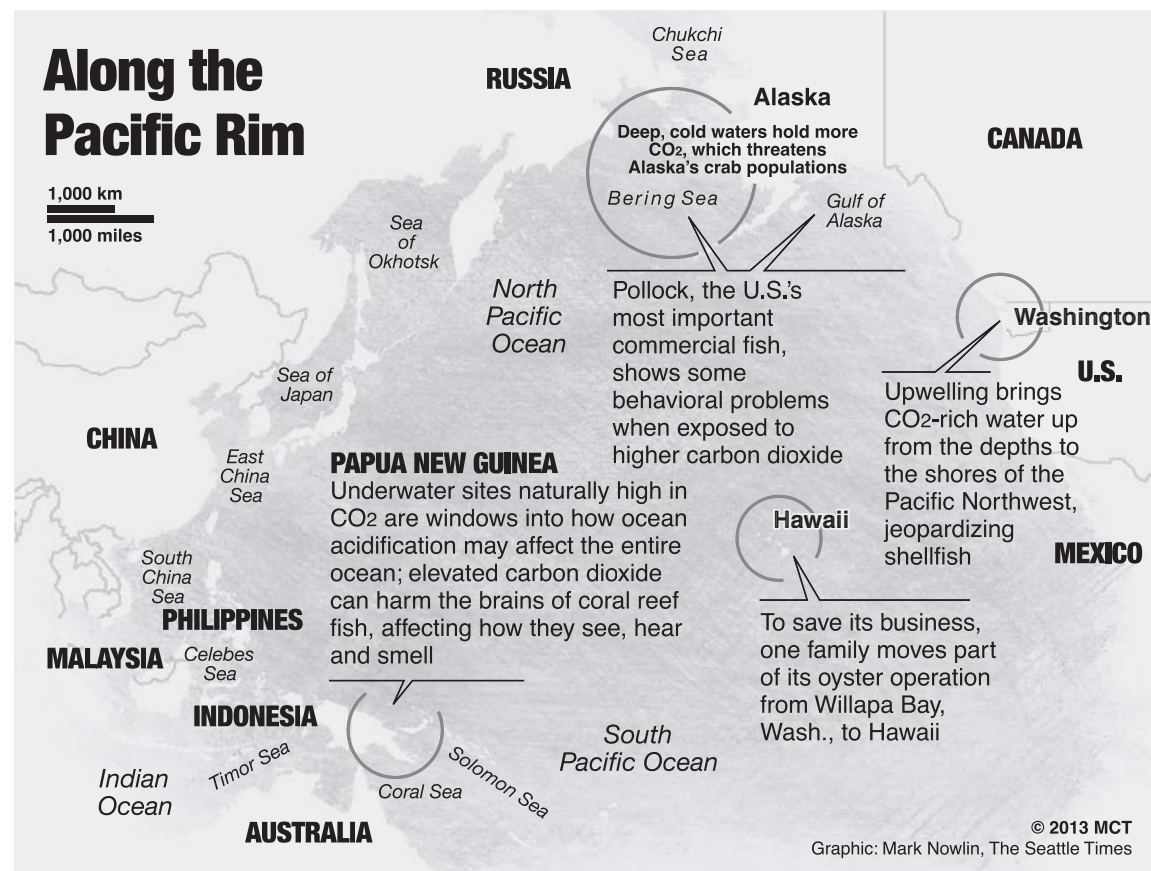 Along the
Pacific Rim
1,000 km
1,000 miles
RUSSIA
Chukchi
Sea
Alaska
Deep, cold waters hold more
CO2, which threatens
Alaska's crab populations
Bering Sea
Gulf of
Alaska
CANADA
Sea
of
Okhotsk
North
Pacific
Ocean
Pollock, the U.S.'s
most important
commercial fish,
shows some
behavioral problems
when exposed to
higher carbon dioxide
Washington
U.S.
Upwelling brings
CO2-rich water up
from the depths to
the shores of the
Pacific Northwest,
jeopardizing
shellfish
Sea of
Japan
CHINA
East
China
Sea
PAPUA NEW GUINEA
Underwater sites naturally high in
CO2 are windows into how ocean
acidification may affect the entire
ocean; elevated carbon dioxide
can harm the brains of coral reef
fish, affecting how they see, hear
and smell
Hawaii
To save its business,
one family moves part
of its oyster operation
from Willapa Bay,
Wash., to Hawaii
MEXICO
South
China
Sea
PHILIPPINES
MALAYSIA
Celebes
Sea
INDONESIA
Timor Sea
Indian
Ocean
Coral Sea
Solomon Sea
South
Pacific Ocean
AUSTRALIA
© 2013 MCT
Graphic: Mark Nowlin, The Seattle Times